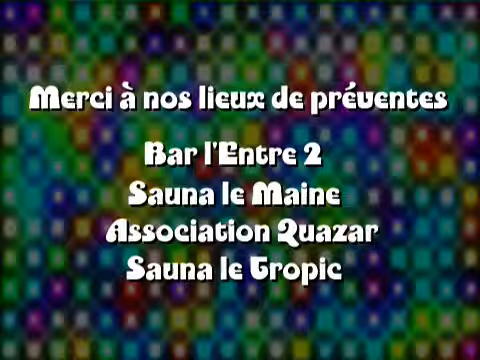 Merci à nos lieux de préventes
Bar l'Entre 2
Sauna le Maine
Association Quazar
Sauna le Tropic